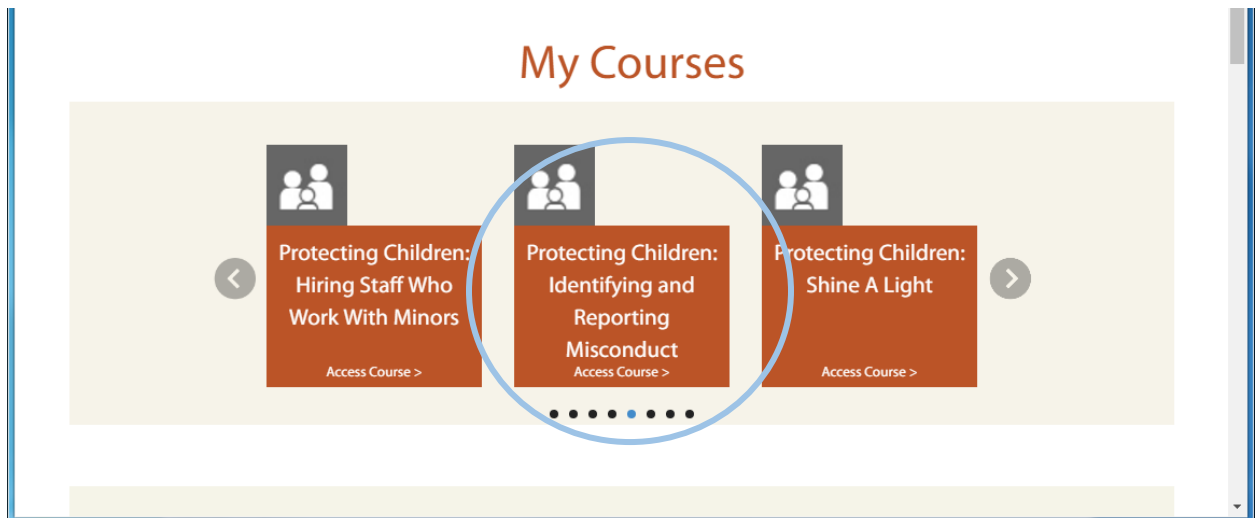 My Courses
Protecting Children:
Hiring Staff Who
Work With Minors
Access Course >
Protecting Children:
Identifying and
Reporting
Misconduct
Access Course >
Protecting Children:
Shine A Light
Access Course >